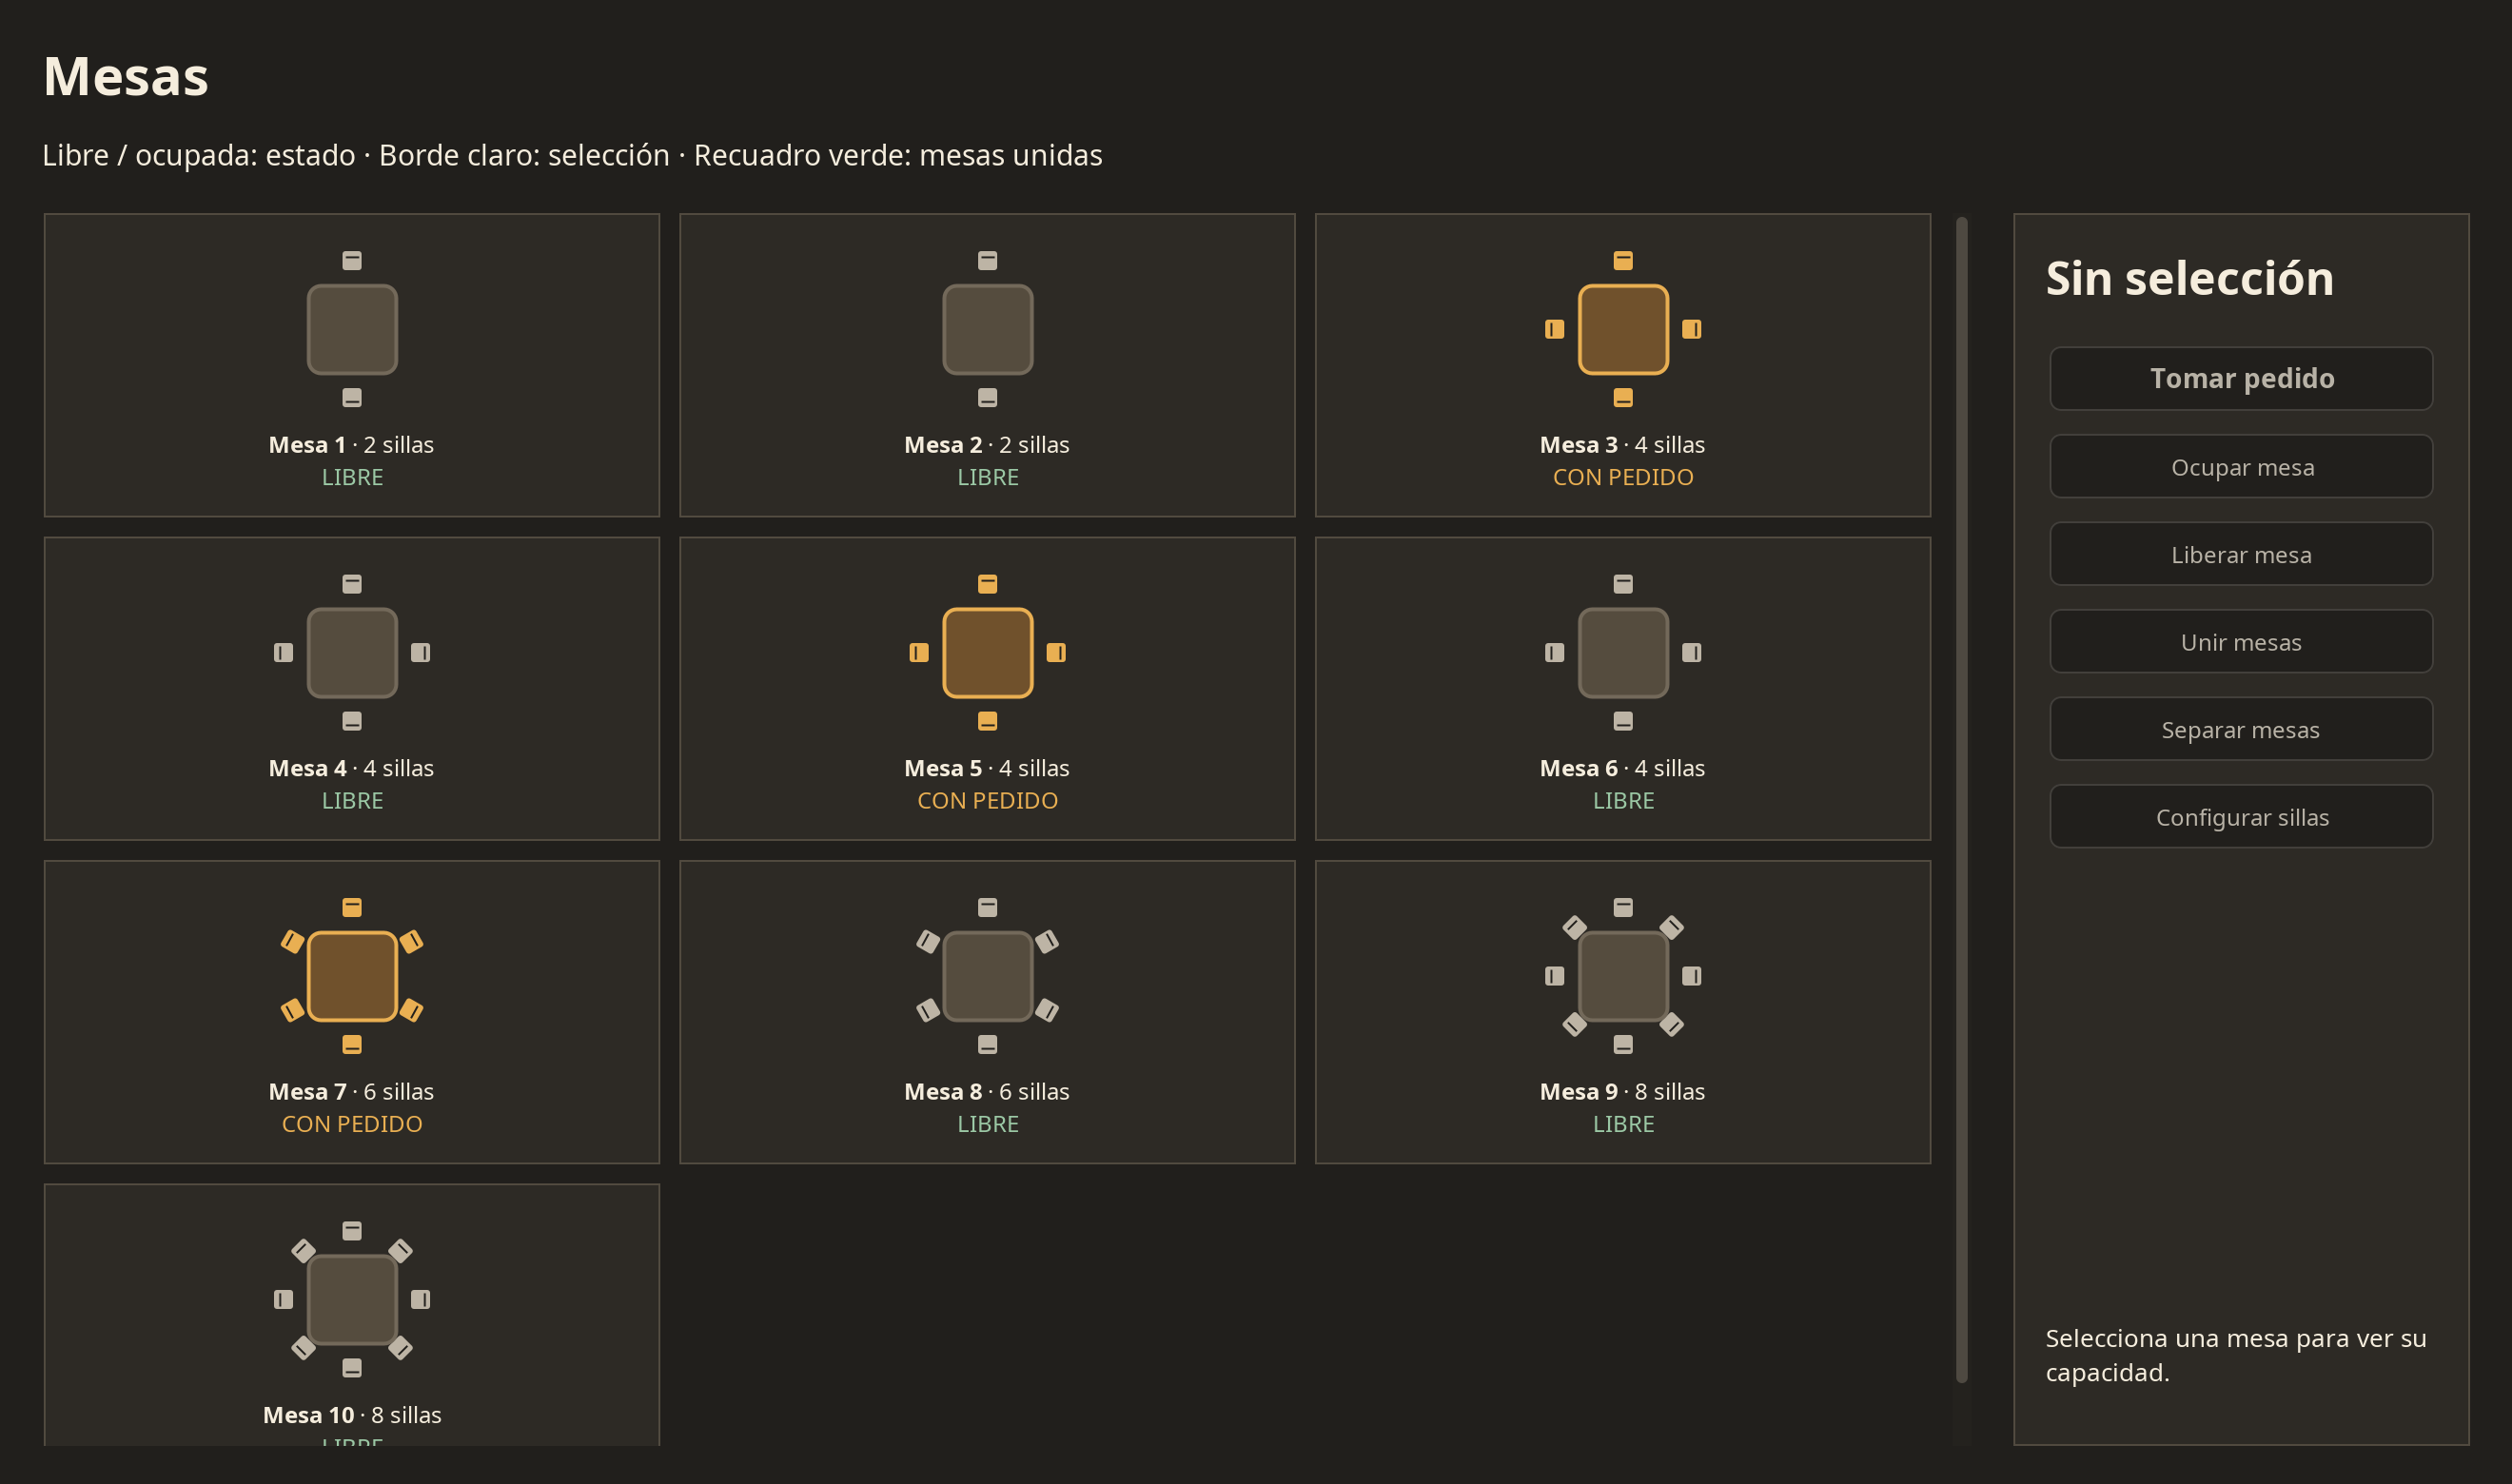 Mesas
Libre / ocupada: estado · Borde claro: selección · Recuadro verde: mesas unidas
Mesa 1 · 2 sillas
LIBRE
Mesa 2 · 2 sillas
LIBRE
Mesa 3 · 4 sillas
CON PEDIDO
Mesa 4 · 4 sillas
LIBRE
Mesa 5 · 4 sillas
CON PEDIDO
Mesa 6 · 4 sillas
LIBRE
Mesa 7 · 6 sillas
CON PEDIDO
Mesa 8 · 6 sillas
LIBRE
Mesa 9 · 8 sillas
LIBRE
Mesa 10 · 8 sillas
LIBRE
Sin selección
Tomar pedido
Ocupar mesa
Liberar mesa
Unir mesas
Separar mesas
Configurar sillas
Selecciona una mesa para ver su
capacidad.